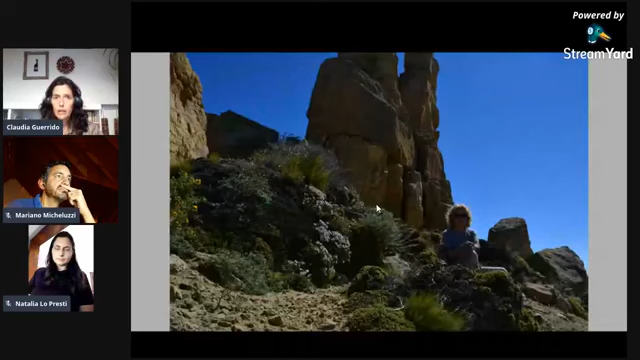 Powered by
StreamYard
Claudia Guerrido
Mariano Micheluzzi
Natalia Lo Presti